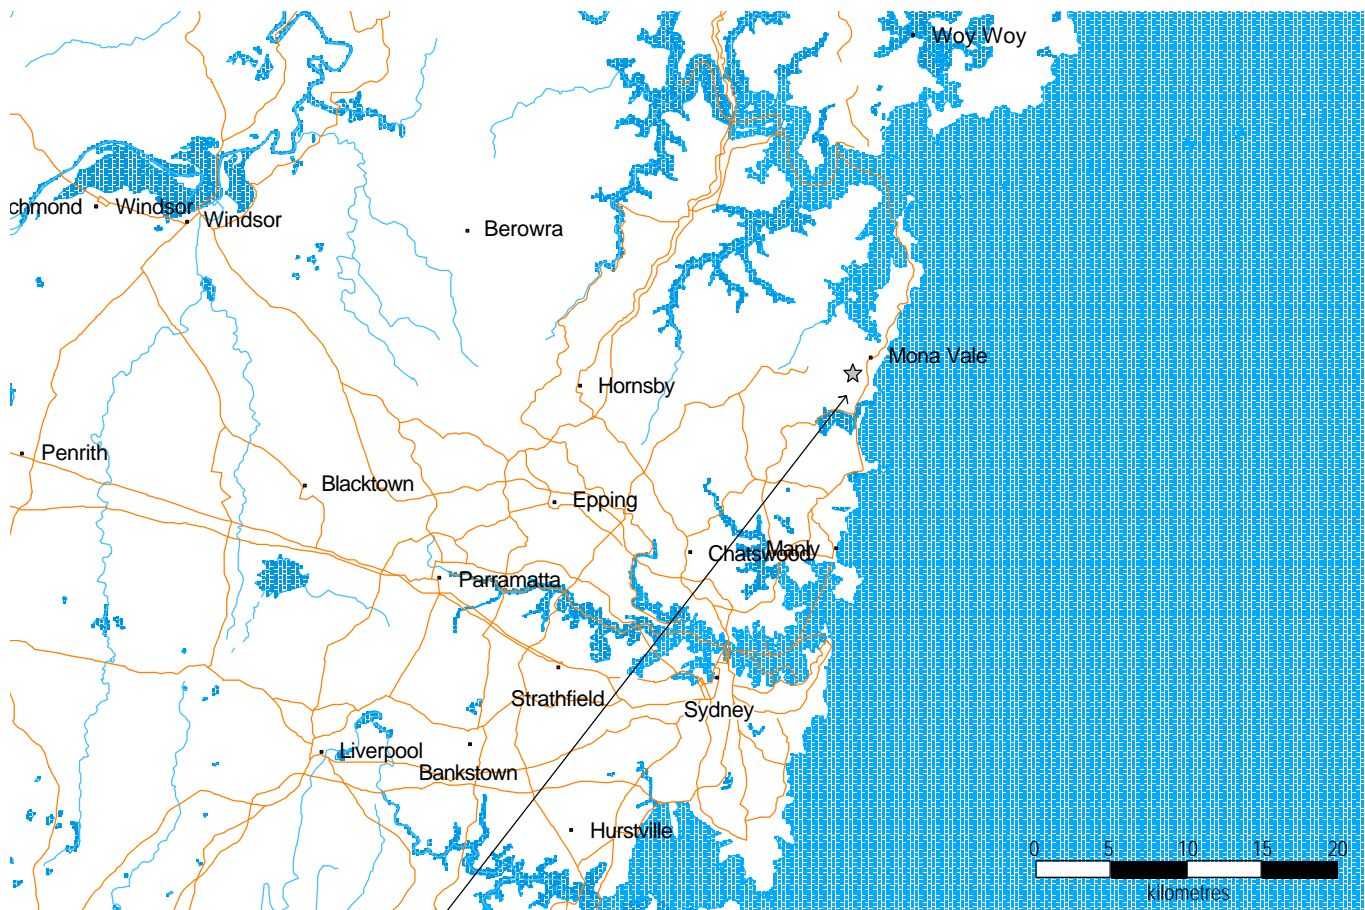 Woy Woy
chmond
Windsor
Windsor
Berowra
Mona Vale
Hornsby
Penrith
Blacktown
Epping
Chatswood
Manly
Parramatta
Strathfield
Sydney
Liverpool
Bankstown
Hurstville
0 5 10 15 20
kilometres